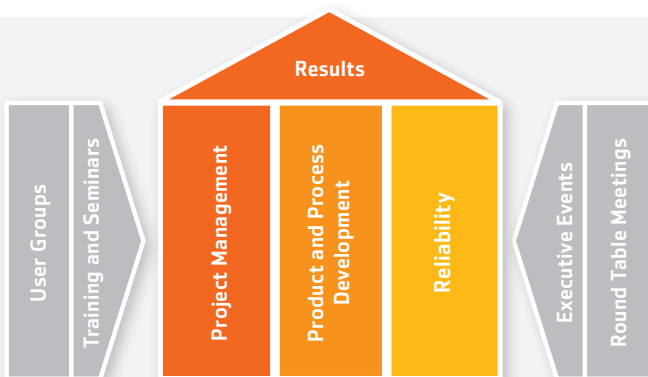 Results
User Groups
Training and Seminars
Project Management
Product and Process
Development
Reliability
Executive Events
Round Table Meetings